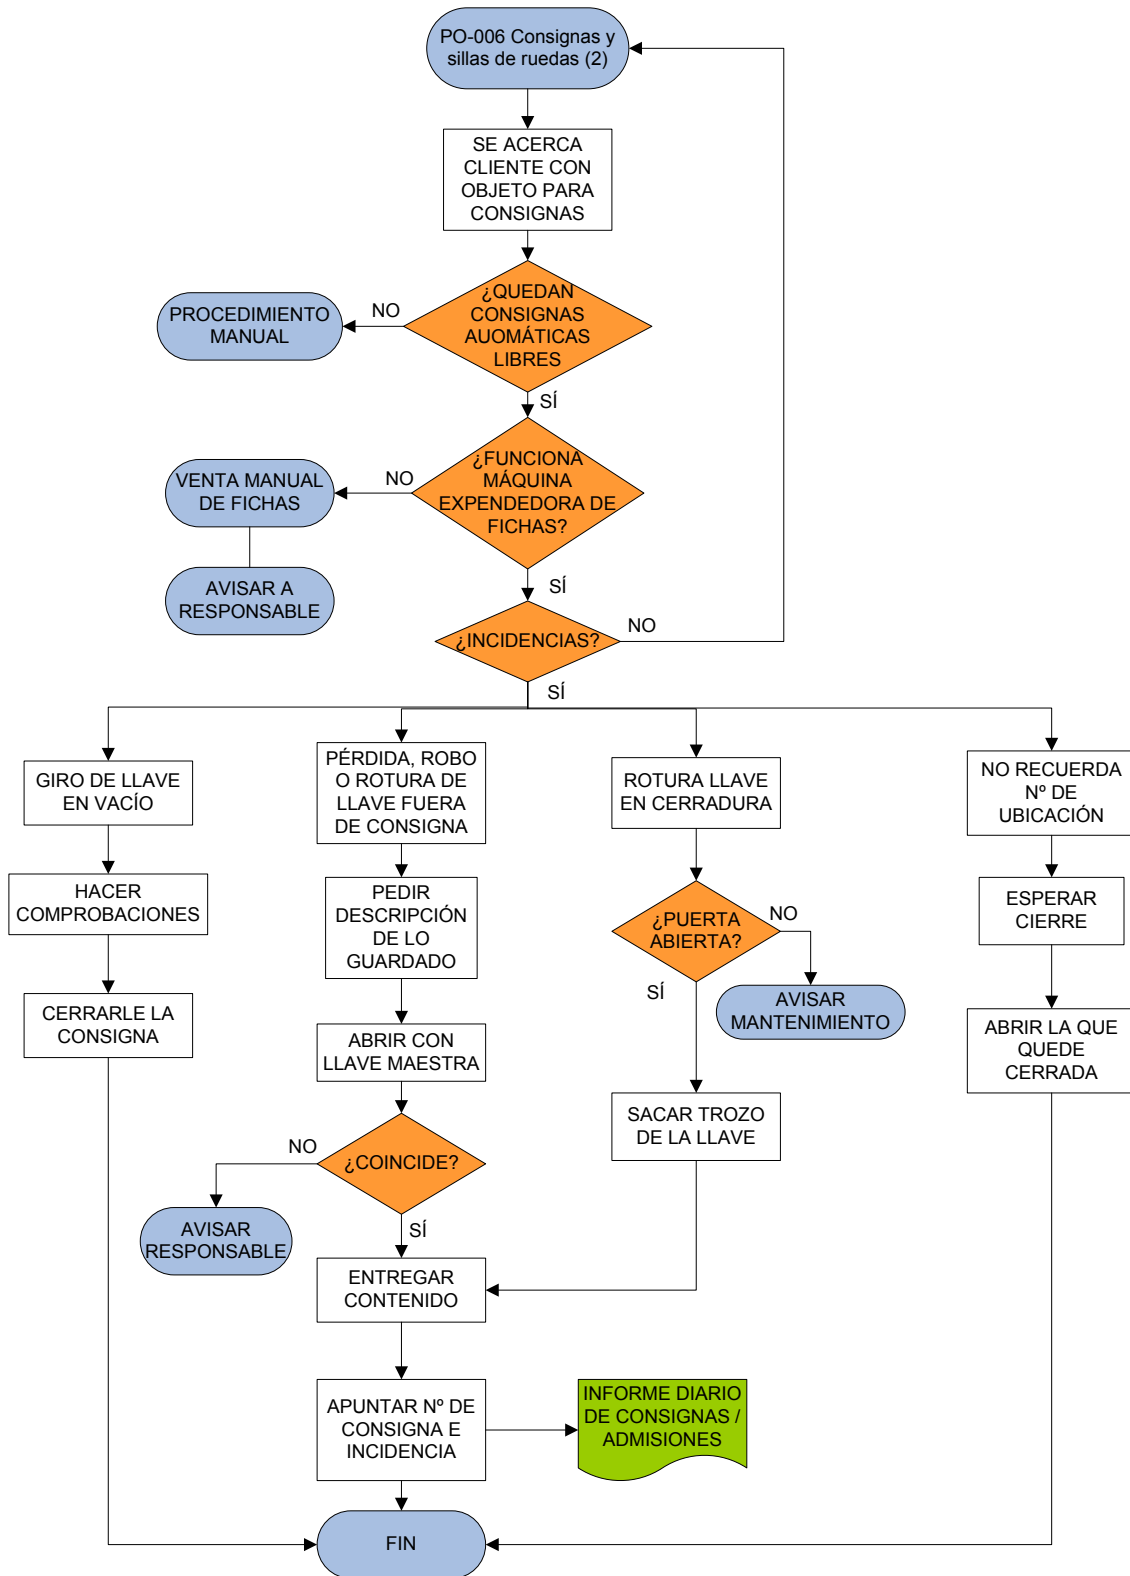 PO-006 Consignas y
sillas de ruedas (2)
SE ACERCA
CLIENTE CON
OBJETO PARA
CONSIGNAS
¿QUEDAN
CONSIGNAS
AUOMÁTICAS
LIBRES
NO
PROCEDIMIENTO
MANUAL
SÍ
¿FUNCIONA
MÁQUINA
EXPENDEDORA DE
FICHAS?
NO
VENTA MANUAL
DE FICHAS
AVISAR A
RESPONSABLE
SÍ
¿INCIDENCIAS?
NO
SÍ
GIRO DE LLAVE
EN VACÍO
HACER
COMPROBACIONES
CERRARLE LA
CONSIGNA
PÉRDIDA, ROBO
O ROTURA DE
LLAVE FUERA
DE CONSIGNA
PEDIR
DESCRIPCIÓN
DE LO
GUARDADO
ABRIR CON
LLAVE MAESTRA
¿COINCIDE?
NO
AVISAR
RESPONSABLE
SÍ
ENTREGAR
CONTENIDO
APUNTAR Nº DE
CONSIGNA E
INCIDENCIA
INFORME DIARIO
DE CONSIGNAS /
ADMISIONES
ROTURA LLAVE
EN CERRADURA
¿PUERTA
ABIERTA?
NO
AVISAR
MANTENIMIENTO
SÍ
SACAR TROZO
DE LA LLAVE
NO RECUERDA
Nº DE
UBICACIÓN
ESPERAR
CIERRE
ABRIR LA QUE
QUEDE
CERRADA
FIN